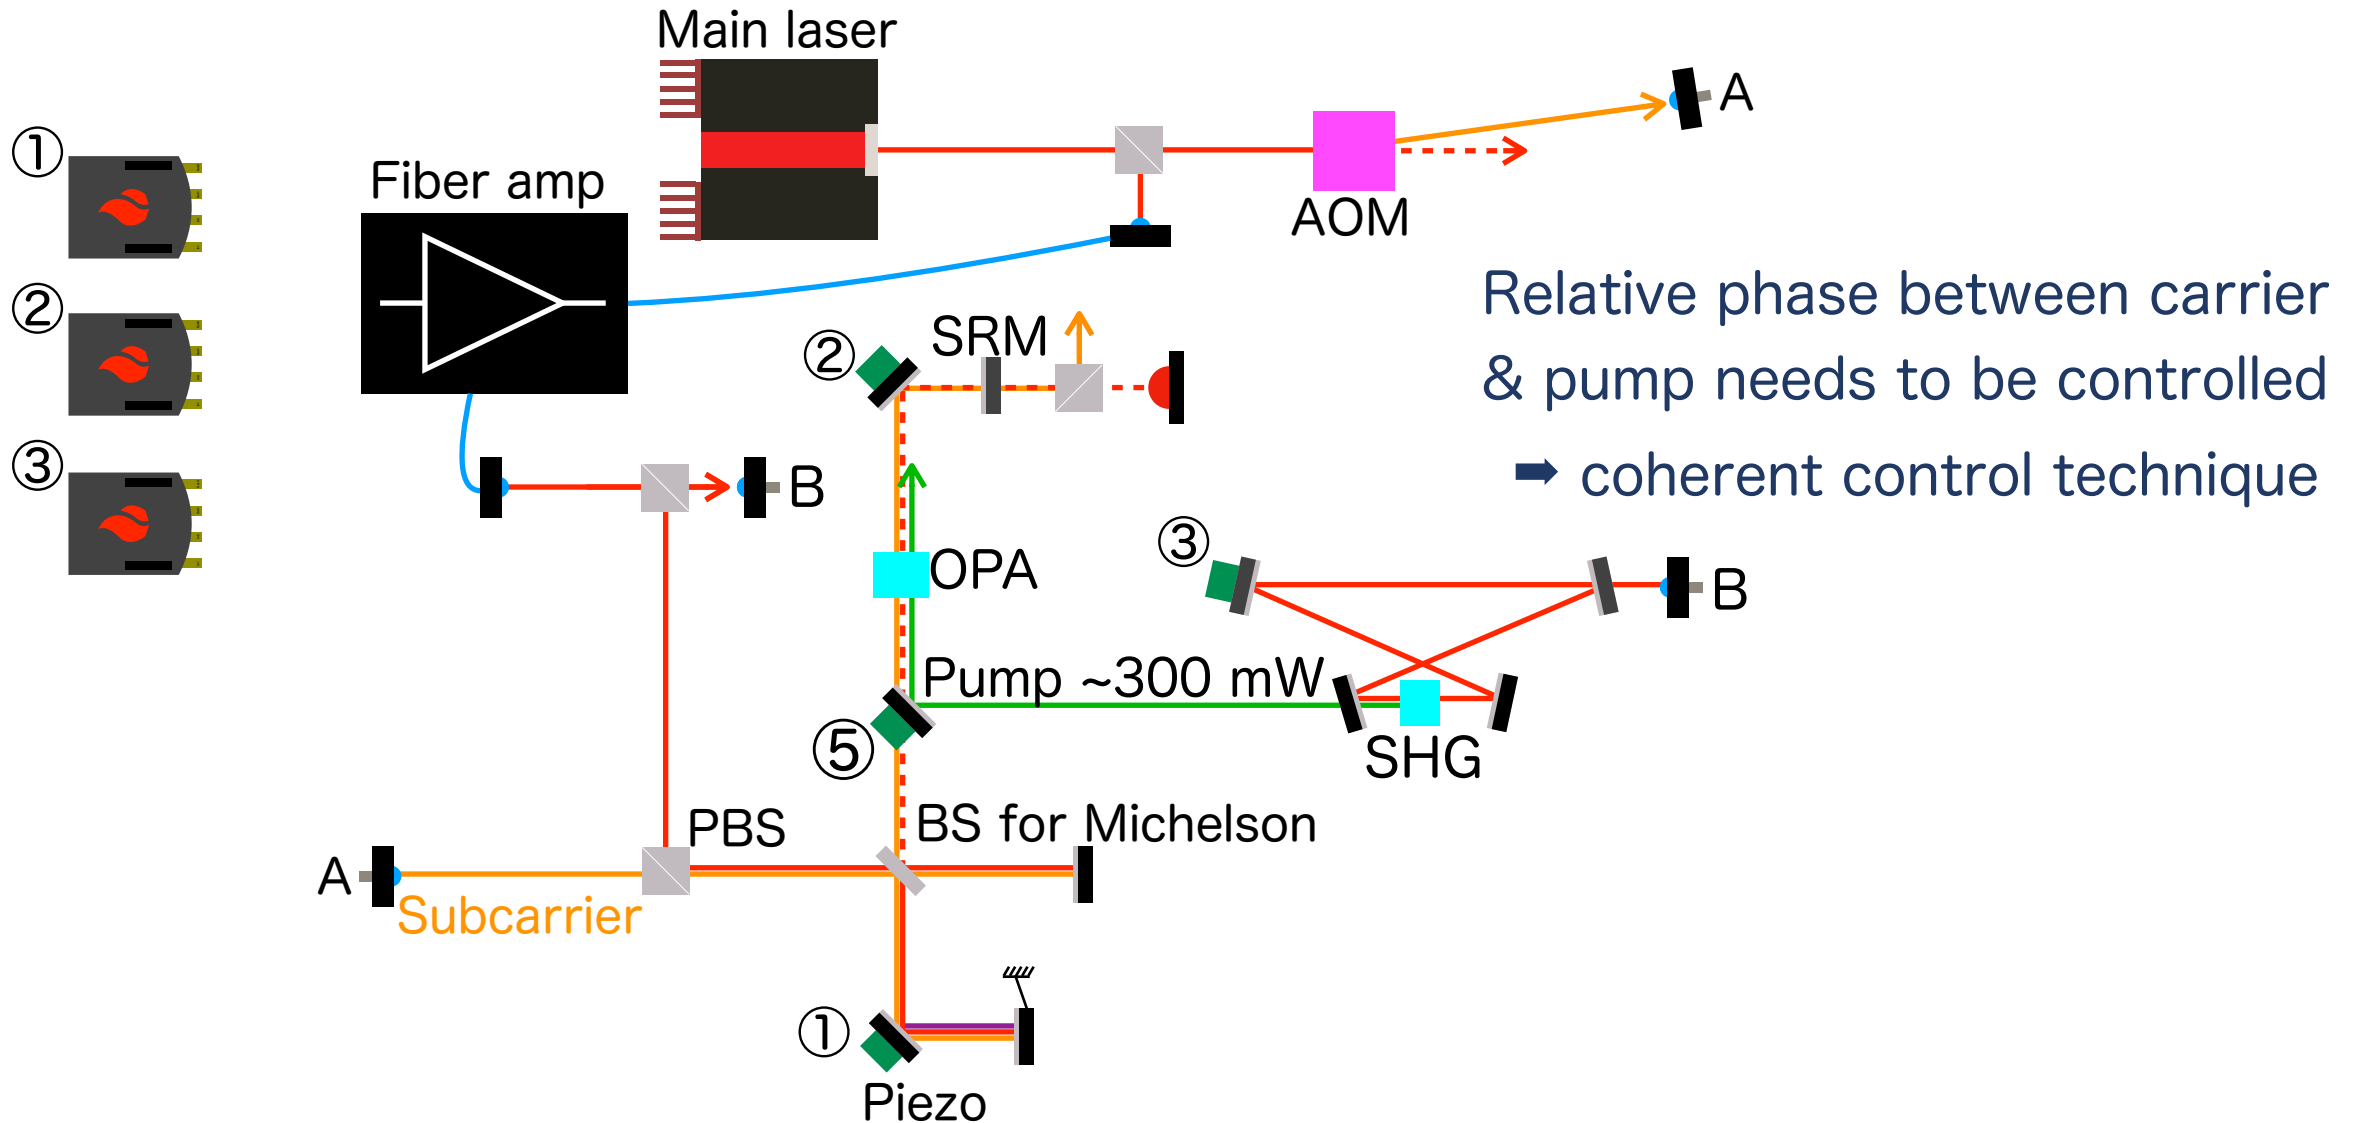 Main laser
A
①
Fiber amp
AOM
②
Relative phase between carrier
② SRM
& pump needs to be controlled
③
B
➡ coherent control technique
③
OPA
B
Pump ~300 mW
⑤
SHG
PBS
BS for Michelson
A
Subcarrier
①
Piezo